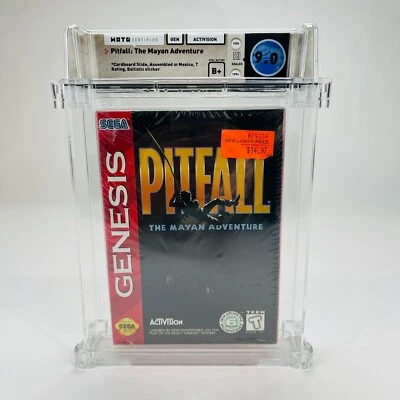 WATA CERTIFIED GEN ACTIVISION
Pitfall: The Mayan Adventure
*Cardboard Slide, Assembled in Mexico, T
Rating, Ballistic sticker
B+
9.0
SEGA
GENESIS
NEW LOWER PRICE
$14.97
PITFALL
THE MAYAN ADVENTURE
ACTIVISION
TEEN
T
SEGA